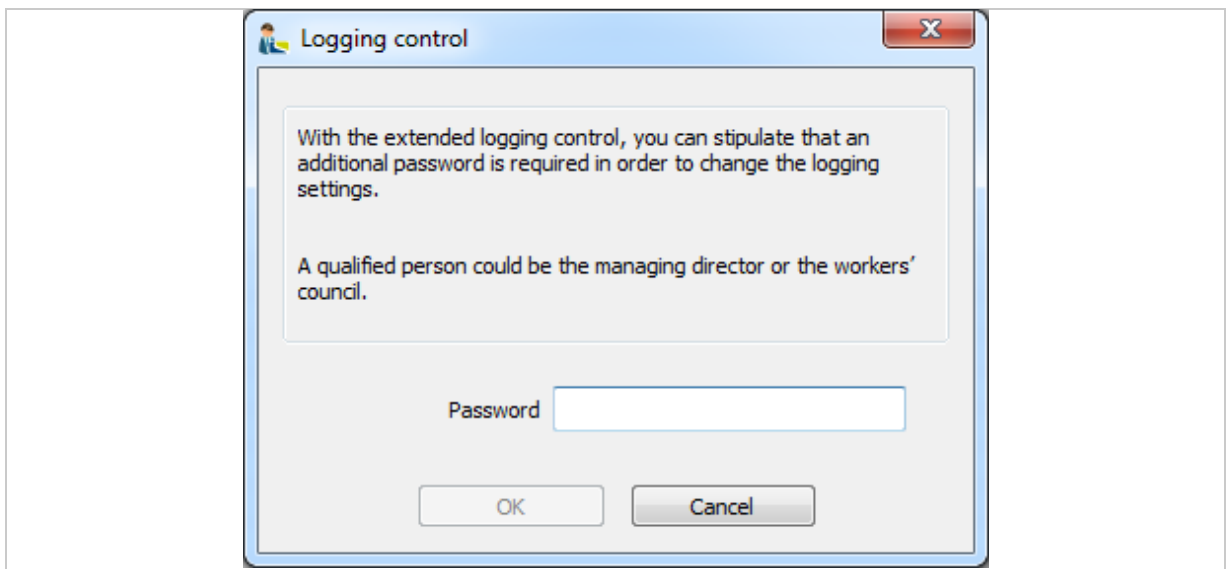 Logging control
With the extended logging control, you can stipulate that an
additional password is required in order to change the logging
settings.
A qualified person could be the managing director or the workers’
council.
Password
OK
Cancel